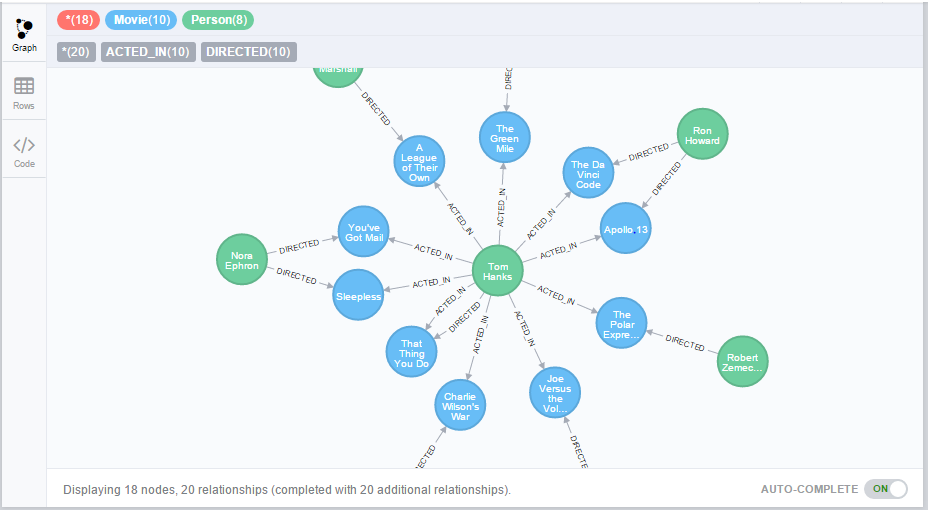 *(18) Movie(10) Person(8)
Graph
*(20) ACTED_IN(10) DIRECTED(10)
Rows
Code
Marshall
DIRECTED
DIREC
The
Green
Mile
Ron
Howard
A
League
of Their
Own
DIRECTED
The Da
Vinci
Code
DIRECTED
ACTED_IN
ACTED_IN
ACTED_IN
You've
Got Mail
Apollo 13
DIRECTED
ACTED_IN
ACTED_IN
Nora
Ephron
Tom
Hanks
DIRECTED
Sleepless
ACTED_IN
ACTED_IN
ACTED_IN
DIRECTED
The
Polar
Expre...
ACTED_IN
ACTED_IN
DIRECTED
That
Thing
You Do
Robert
Zemec...
Charlie
Wilson's
War
Joe
Versus
the
Vol...
ECTED
DIRECTE
Displaying 18 nodes, 20 relationships (completed with 20 additional relationships).
AUTO-COMPLETE ON